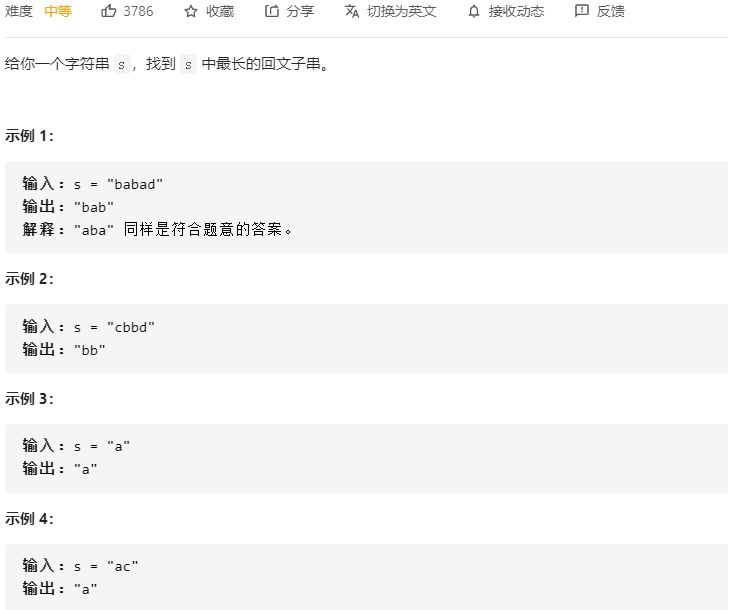 难度 中等 3786 收藏 分享 切换为英文 接收动态 反馈
给你一个字符串 s，找到 s 中最长的回文子串。
示例 1：
输入：s = "babad"
输出："bab"
解释："aba" 同样是符合题意的答案。
示例 2：
输入：s = "cbbd"
输出："bb"
示例 3：
输入：s = "a"
输出："a"
示例 4：
输入：s = "ac"
输出："a"